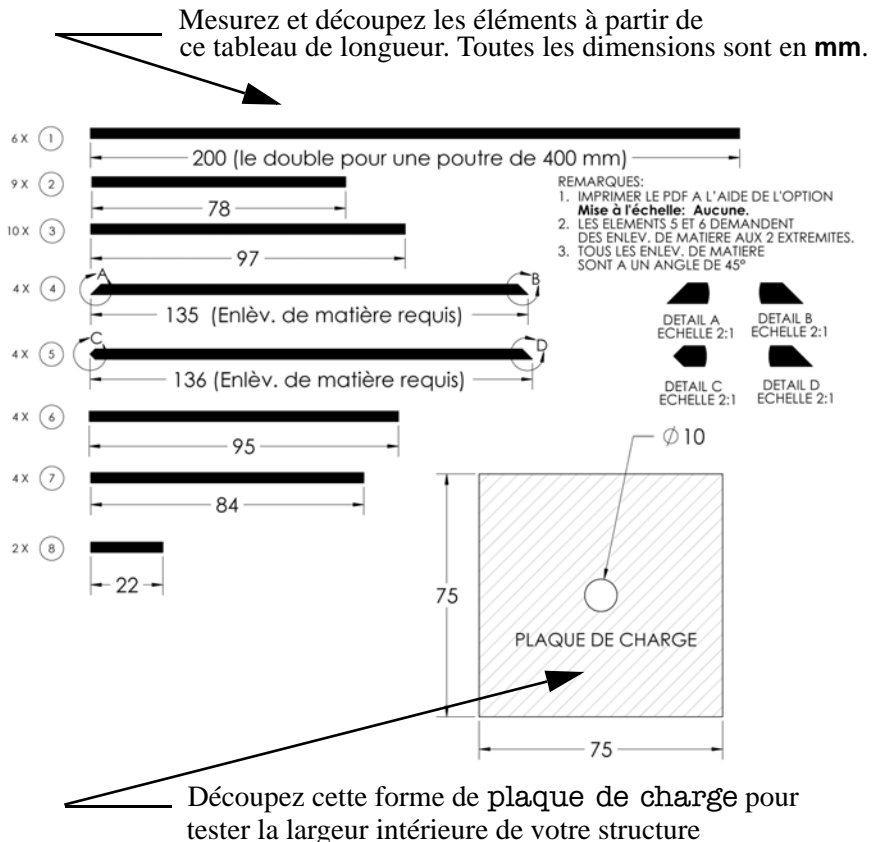 Mesurez et découpez les éléments à partir de
ce tableau de longueur. Toutes les dimensions sont en mm.
6 X 1
200 (le double pour une poutre de 400 mm)
9 X 2
78
10 X 3
97
REMARQUES:
1. IMPRIMER LE PDF A L'AIDE DE L'OPTION
Mise à l'échelle: Aucune.
2. LES ELEMENTS 5 ET 6 DEMANDENT
DES ENLEV. DE MATIERE AUX 2 EXTREMITES.
3. TOUS LES ENLEV. DE MATIERE
SONT A UN ANGLE DE 45°
4 X 4
A
B
135 (Enlèv. de matière requis)
DETAIL A
ECHELLE 2:1
DETAIL B
ECHELLE 2:1
4 X 5
C
D
136 (Enlèv. de matière requis)
DETAIL C
ECHELLE 2:1
DETAIL D
ECHELLE 2:1
4 X 6
95
4 X 7
84
2 X 8
22
Ø 10
75
PLAQUE DE CHARGE
75
Découpez cette forme de plaque de charge pour
tester la largeur intérieure de votre structure